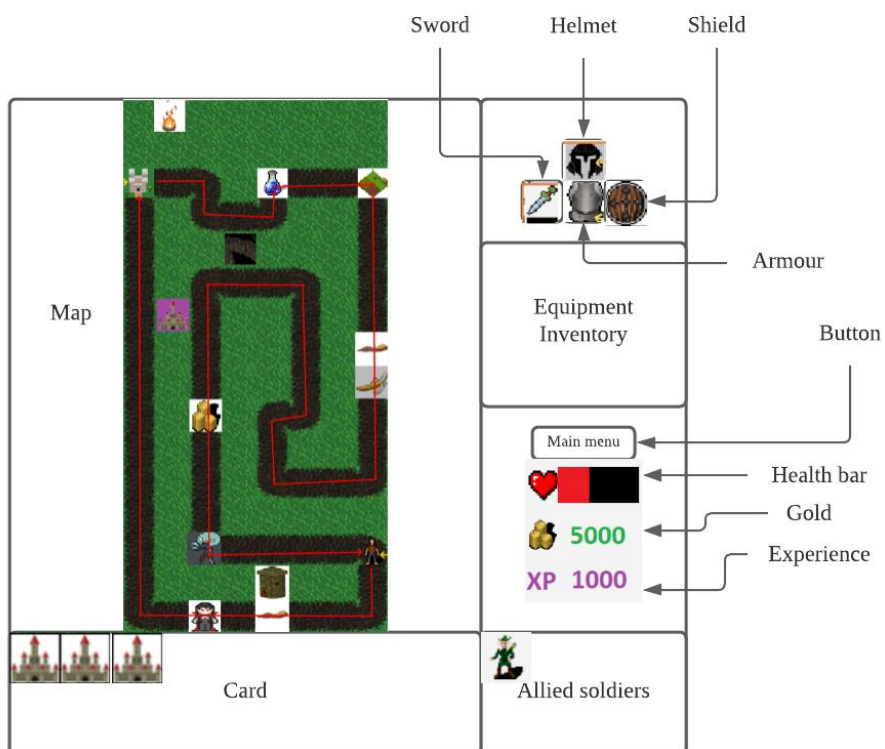 Sword
Helmet
Shield
Map
Armour
Equipment
Inventory
Button
Main menu
Health bar
Gold
5000
Experience
XP 1000
Card
Allied soldiers